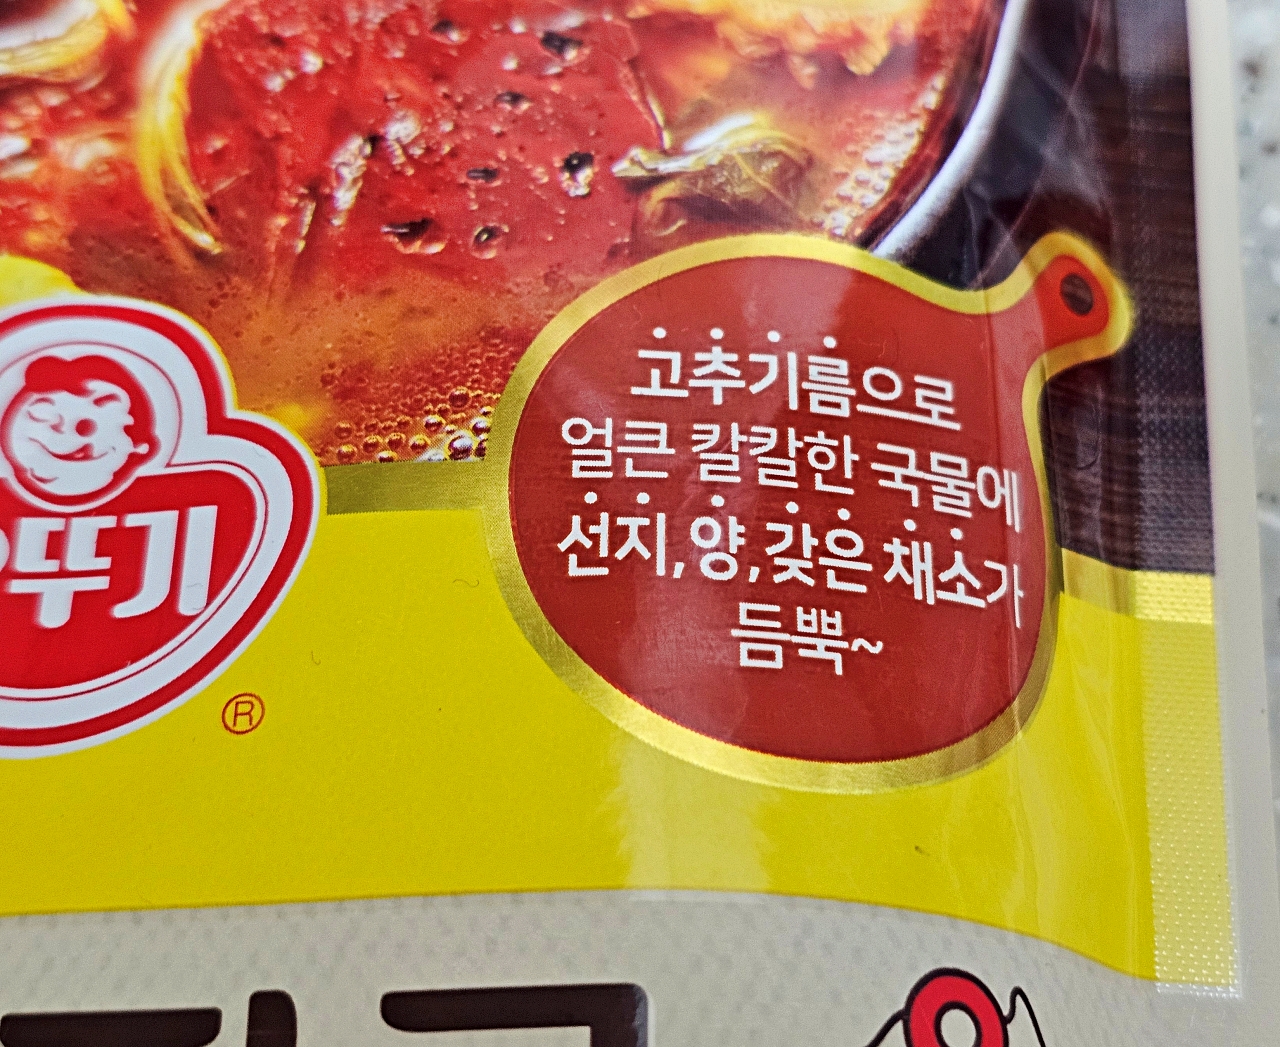 고추기름으로
얼큰 칼칼한 국물에
선지,양,갖은 채소가
듬뿍~
뚜기
®